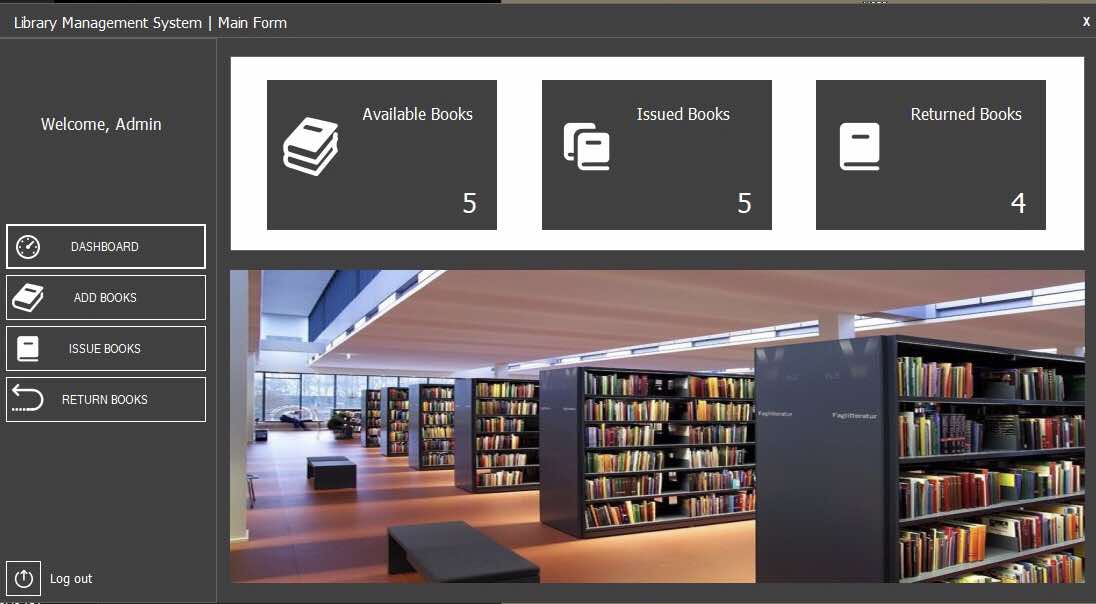 Library Management System | Main Form
X
Welcome, Admin
DASHBOARD
ADD BOOKS
ISSUE BOOKS
RETURN BOOKS
Log out
Available Books
5
Issued Books
5
Returned Books
4
Faglitteratur
Faglitteratur